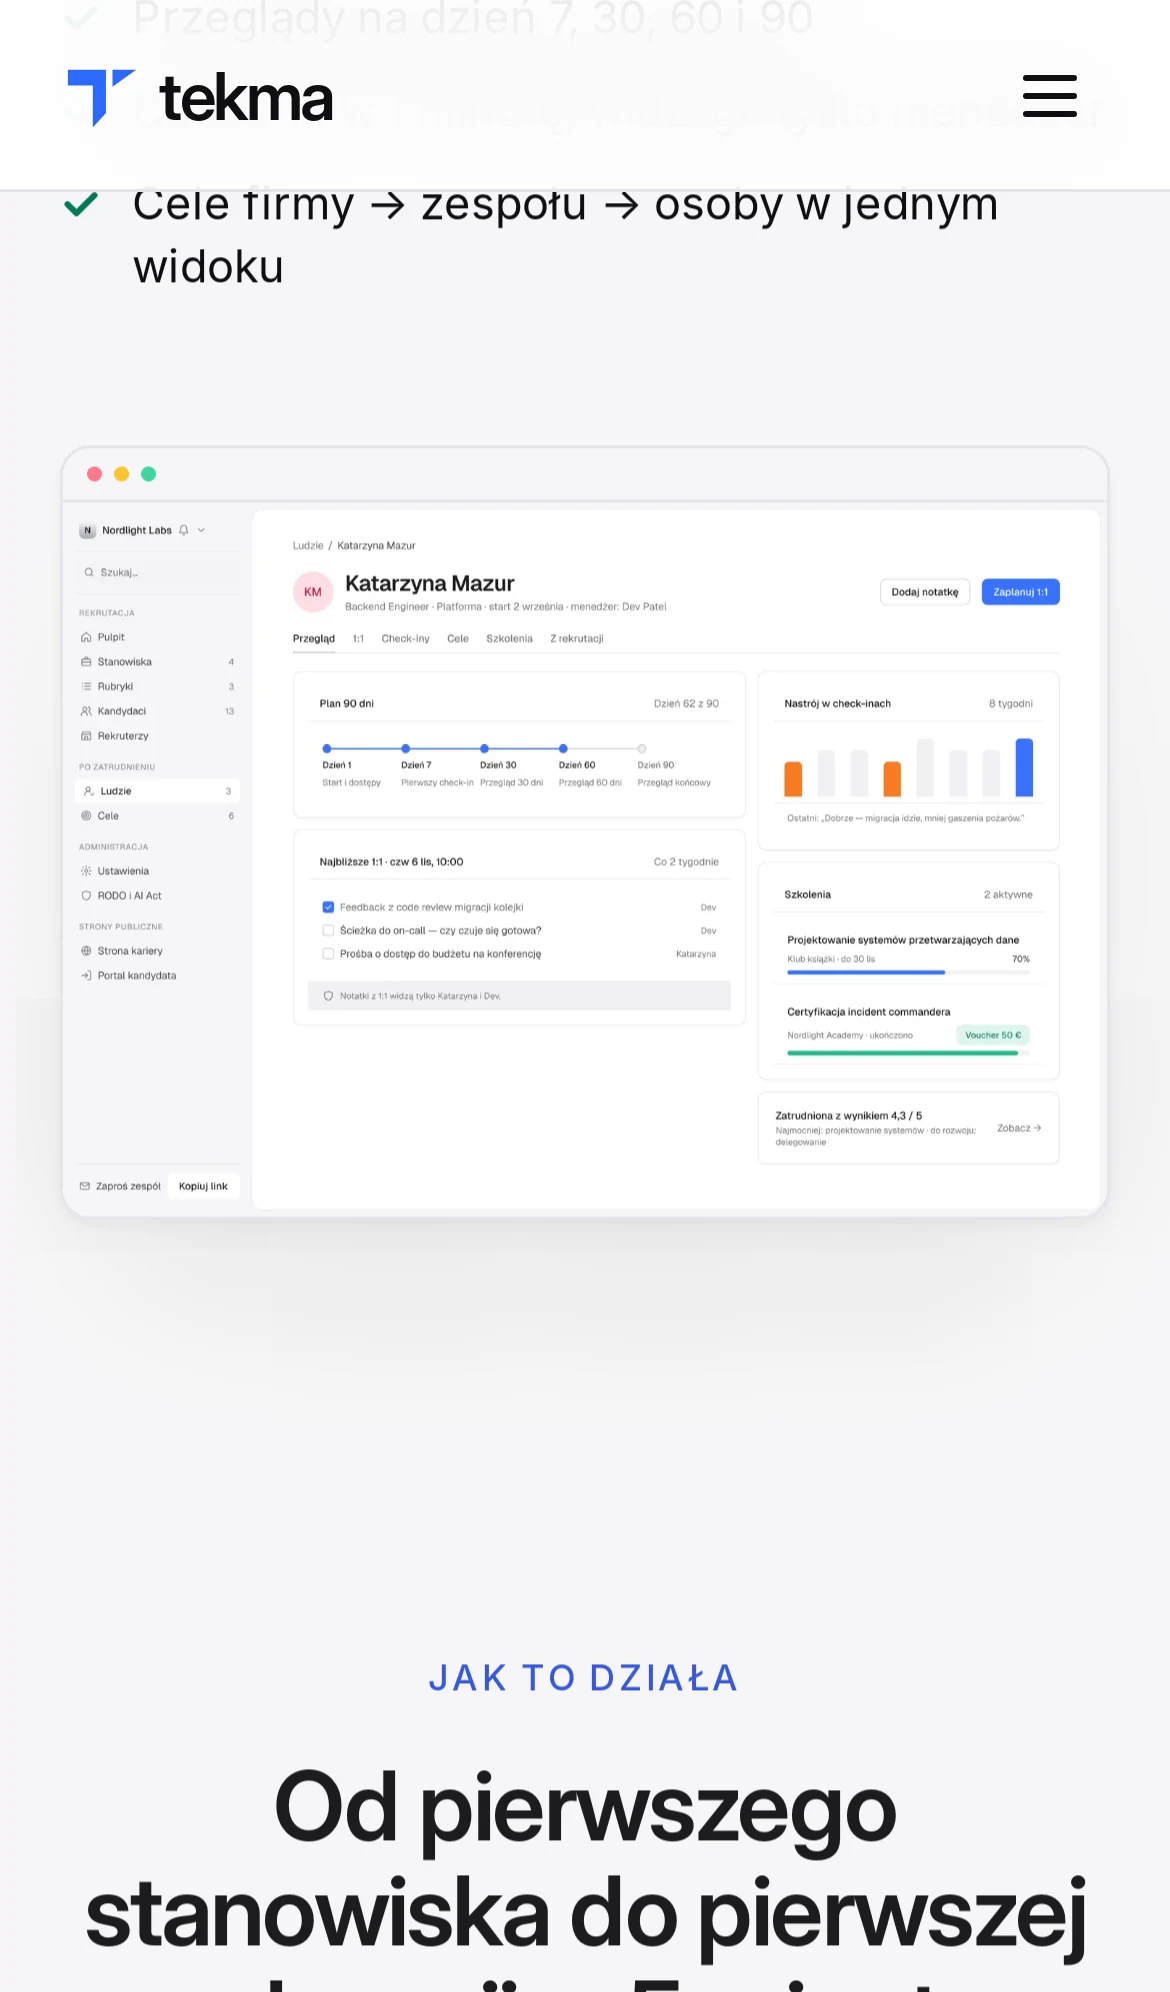 Przeglądy na dzień 7, 30, 60 i 90
tekma
Cele firmy → zespołu → osoby w jednym
widoku
N Nordlight Labs
Szukaj...
REKRUTACJA
Pulpit
Stanowiska 4
Rubryki 3
Kandydaci 13
Rekruterzy
PO ZATRUDNIENIU
Ludzie 3
Cele 6
ADMINISTRACJA
Ustawienia
RODO i AI Act
STRONY PUBLICZNE
Strona kariery
Portal kandydata
Zaproś zespół Kopiuj link
Ludzie / Katarzyna Mazur
KM Katarzyna Mazur
Backend Engineer · Platforma · start 2 września · menedżer: Dev Patel
Dodaj notatkę Zaplanuj 1:1
Przegląd 1:1 Check-iny Cele Szkolenia Z rekrutacji
Plan 90 dni Dzień 62 z 90
Dzień 1 Dzień 7 Dzień 30 Dzień 60 Dzień 90
Start i dostępy Pierwszy check-in Przegląd 30 dni Przegląd 60 dni Przegląd końcowy
Najbliższe 1:1 · czw 6 lis, 10:00 Co 2 tygodnie
Feedback z code review migracji kolejki Dev
Ścieżka do on-call — czy czuje się gotowa? Dev
Prośba o dostęp do budżetu na konferencję Katarzyna
Notatki z 1:1 widzą tylko Katarzyna i Dev.
Nastrój w check-inach 8 tygodni
Ostatni: „Dobrze — migracja idzie, mniej gaszenia pożarów.”
Szkolenia 2 aktywne
Projektowanie systemów przetwarzających dane
Klub książki · do 30 lis 70%
Certyfikacja incident commandera
Nordlight Academy · ukończono Voucher 50 €
Zatrudniona z wynikiem 4,3 / 5
Najmocniej: projektowanie systemów · do rozwoju:
delegowanie
Zobacz →
JAK TO DZIAŁA
Od pierwszego
stanowiska do pierwszej